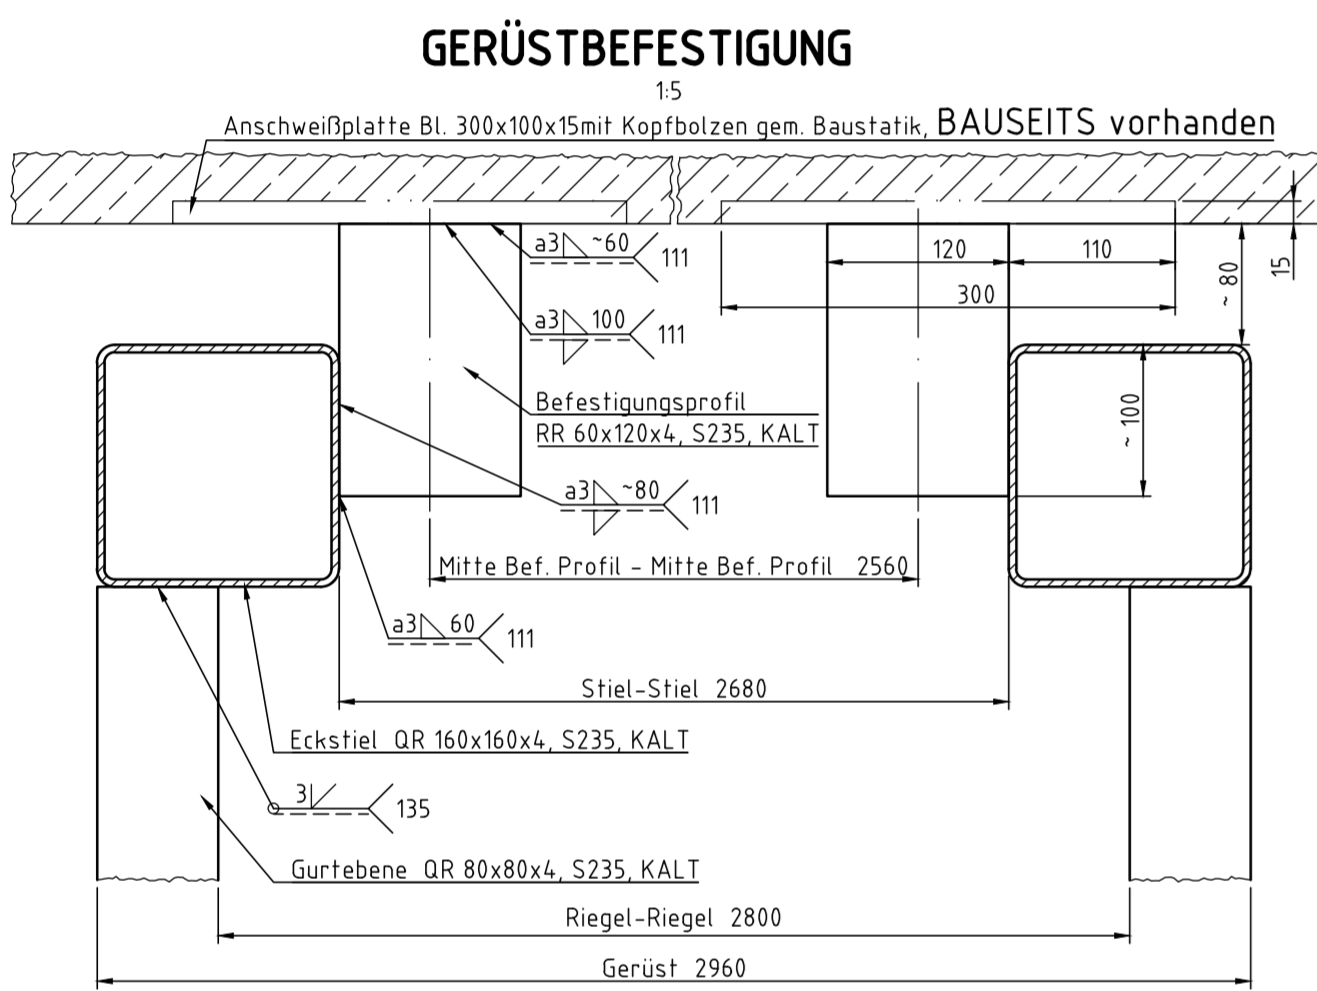 GERÜSTBEFESTIGUNG
1:5
Anschweißplatte Bl. 300x100x15mit Kopfbolzen gem. Baustatik, BAUSEITS vorhanden
a3 ~60 111
120 110
~ 80
15
300
a3 100 111
Befestigungsprofil
RR 60x120x4, S235, KALT
~ 100
a3 ~80 111
Mitte Bef. Profil - Mitte Bef. Profil 2560
a3 60 111
Stiel-Stiel 2680
Eckstiel QR 160x160x4, S235, KALT
3 135
Gurtebene QR 80x80x4, S235, KALT
Riegel-Riegel 2800
Gerüst 2960